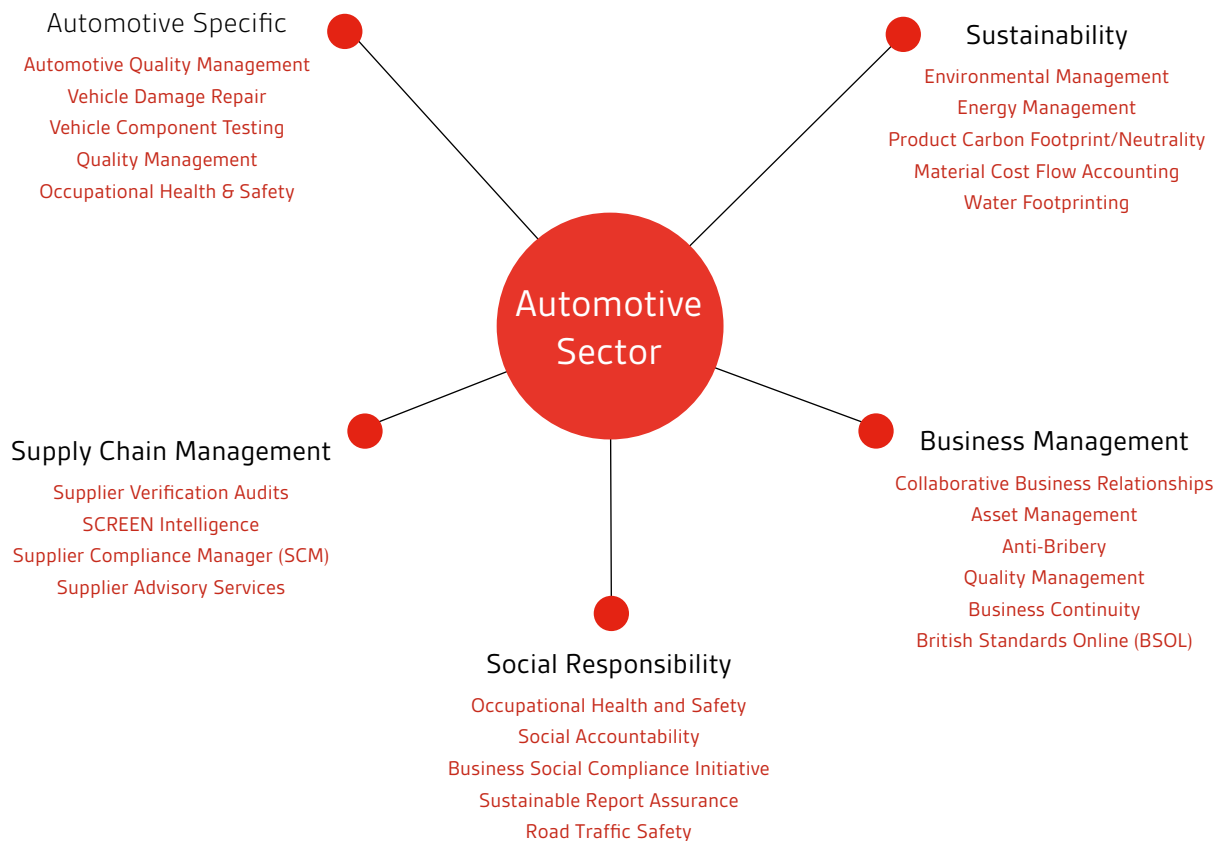 Automotive Specific
Automotive Quality Management
Vehicle Damage Repair
Vehicle Component Testing
Quality Management
Occupational Health & Safety
Sustainability
Environmental Management
Energy Management
Product Carbon Footprint/Neutrality
Material Cost Flow Accounting
Water Footprinting
Automotive
Sector
Supply Chain Management
Supplier Verification Audits
SCREEN Intelligence
Supplier Compliance Manager (SCM)
Supplier Advisory Services
Business Management
Collaborative Business Relationships
Asset Management
Anti-Bribery
Quality Management
Business Continuity
British Standards Online (BSOL)
Social Responsibility
Occupational Health and Safety
Social Accountability
Business Social Compliance Initiative
Sustainable Report Assurance
Road Traffic Safety